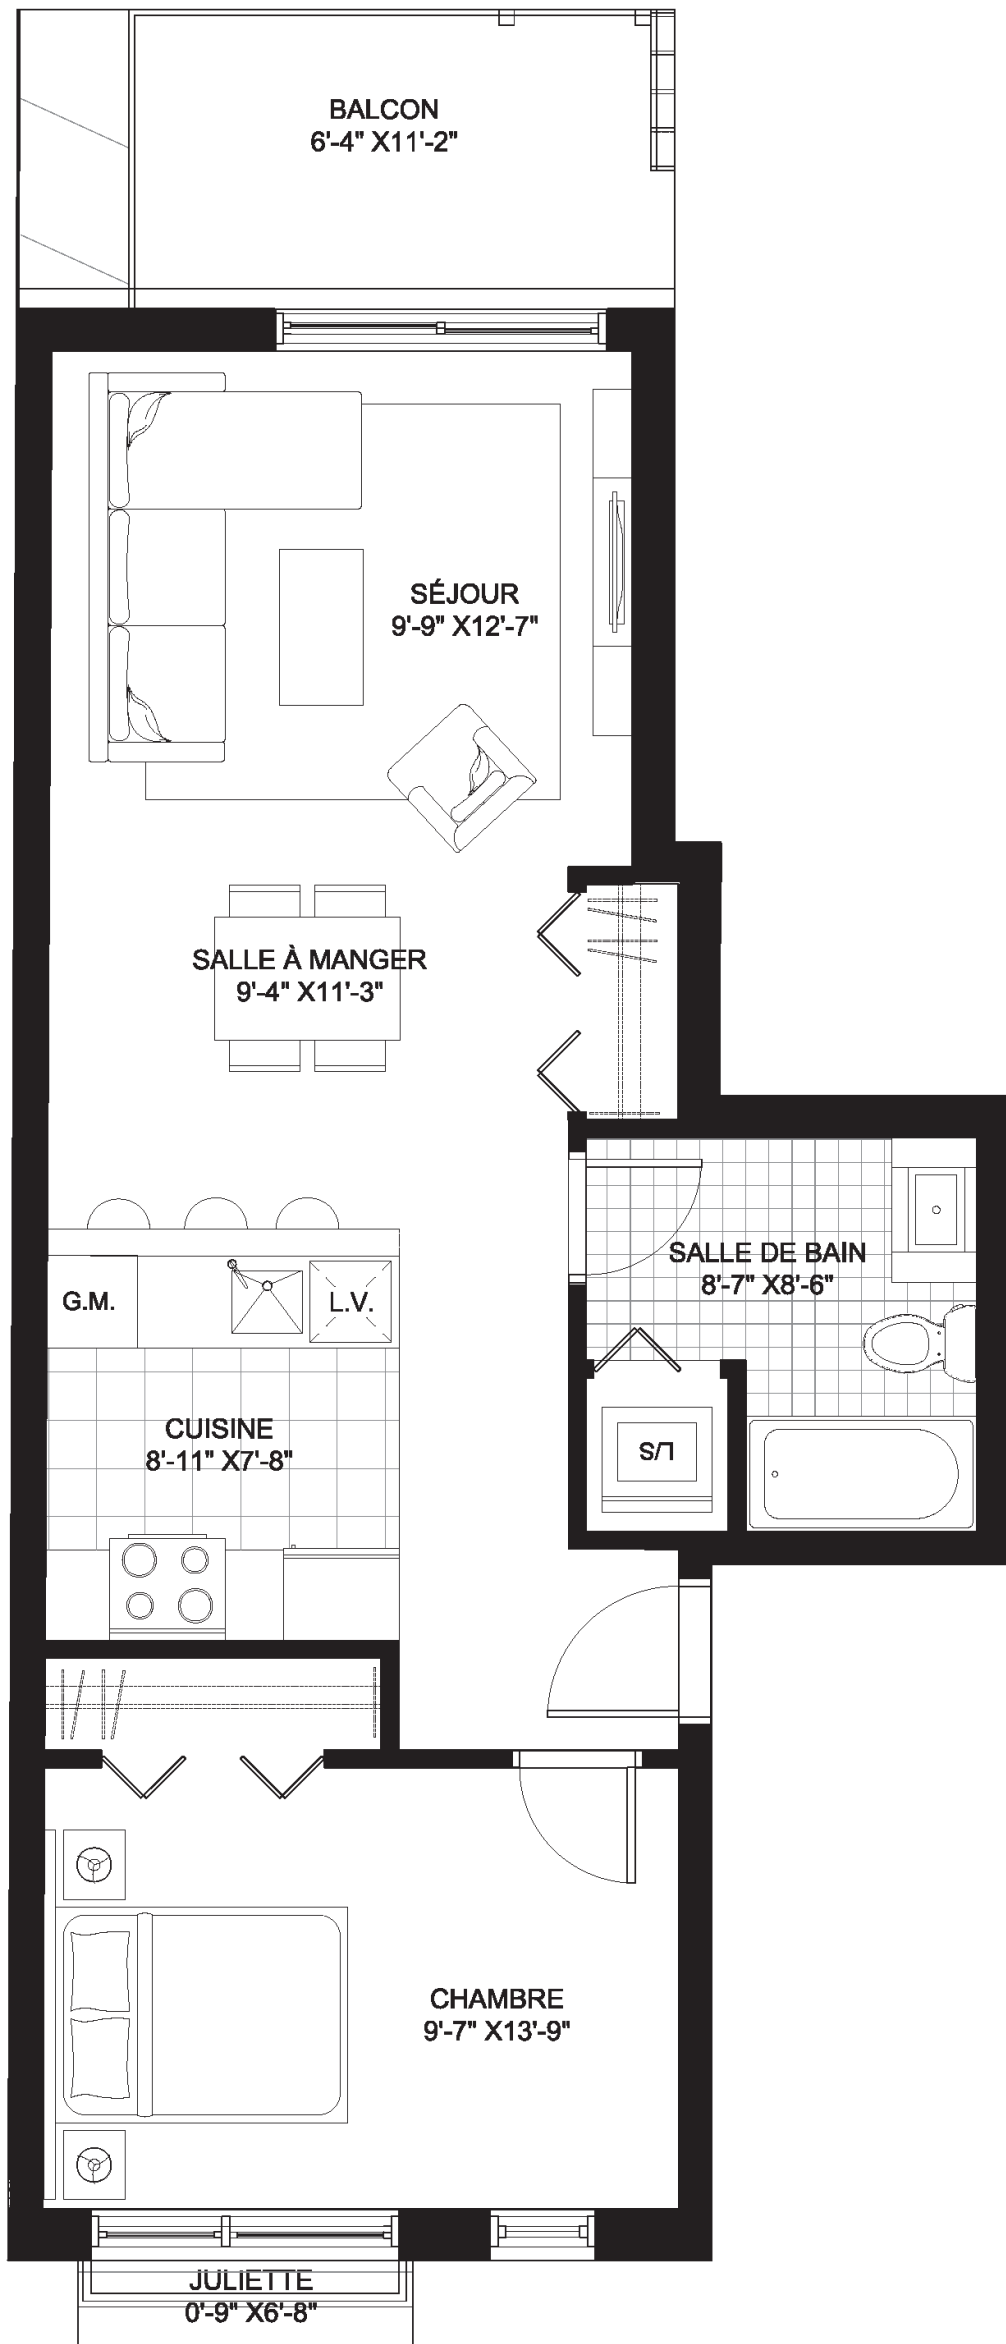 BALCON
6'-4" X11'-2"
SÉJOUR
9'-9" X12'-7"
SALLE À MANGER
9'-4" X11'-3"
SALLE DE BAIN
8'-7" X8'-6"
G.M.
L.V.
CUISINE
8'-11" X7'-8"
S/L
CHAMBRE
9'-7" X13'-9"
JULIETTE
0'-9" X6'-8"